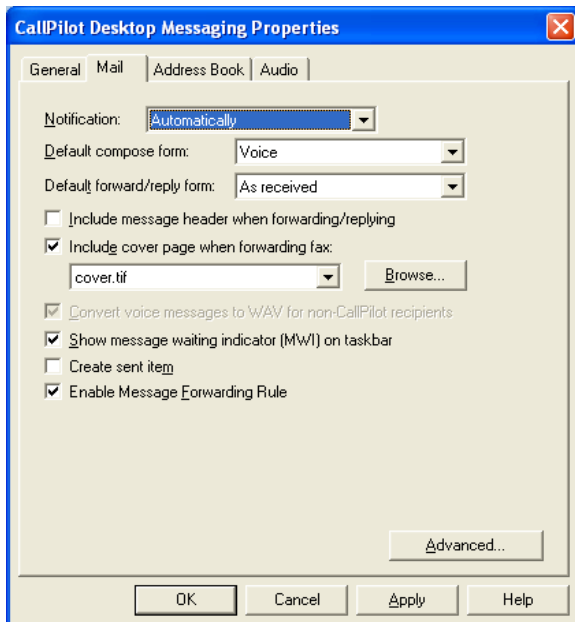 CallPilot Desktop Messaging Properties
General Mail Address Book Audio
Notification: Automatically
Default compose form: Voice
Default forward/reply form: As received
Include message header when forwarding/replying
Include cover page when forwarding fax:
cover.tif Browse...
Convert voice messages to WAV for non-CallPilot recipients
Show message waiting indicator (MWI) on taskbar
Create sent item
Enable Message Forwarding Rule
Advanced...
OK Cancel Apply Help